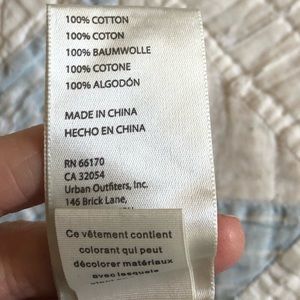 100% COTTON
100% COTON
100% BAUMWOLLE
100% COTONE
100% ALGODÓN
MADE IN CHINA
HECHO EN CHINA
RN 66170
CA 32054
Urban Outfitters, Inc.
146 Brick Lane,
Ce vêtement contient
colorant qui peut
décolorer matériaux
avec lesquels